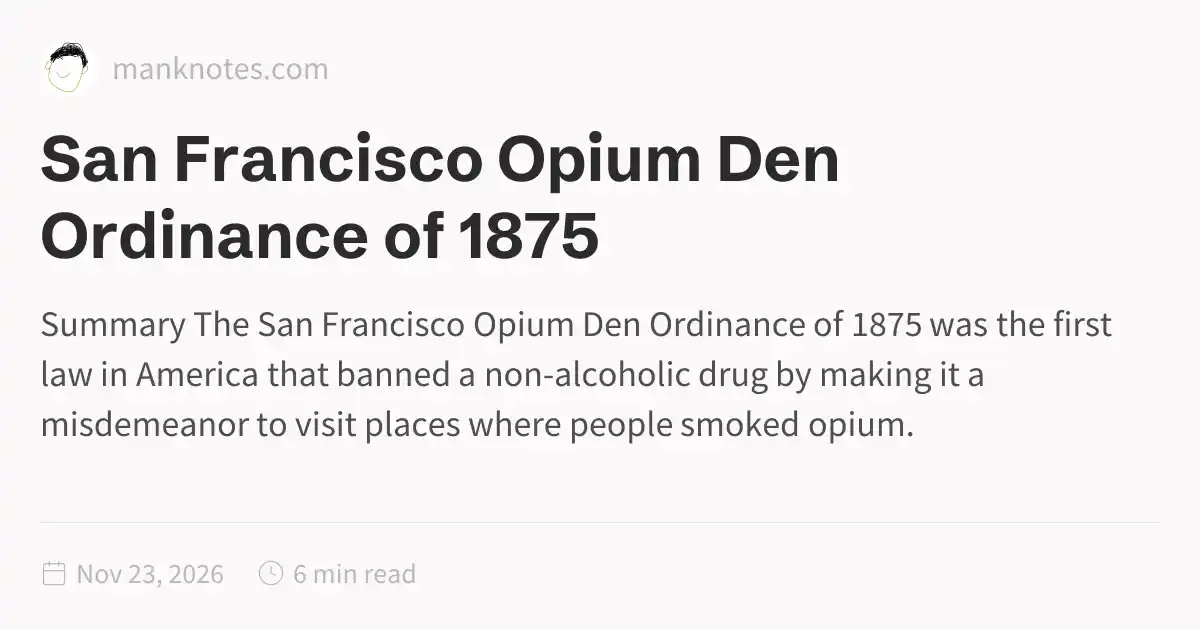 manknotes.com
San Francisco Opium Den
Ordinance of 1875
Summary The San Francisco Opium Den Ordinance of 1875 was the first
law in America that banned a non-alcoholic drug by making it a
misdemeanor to visit places where people smoked opium.
Nov 23, 2026 6 min read